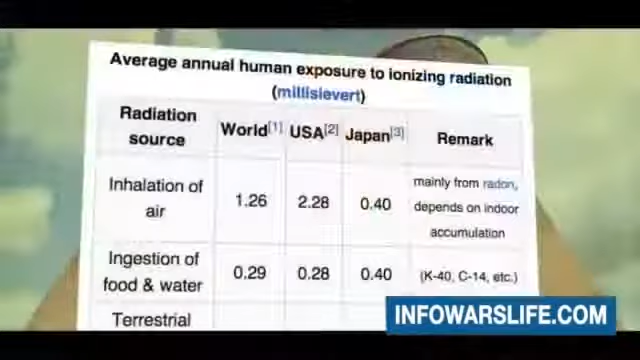 Average annual human exposure to ionizing radiation
(millisievert)
Radiation source World[1] USA[2] Japan[3] Remark
Inhalation of air 1.26 2.28 0.40 mainly from radon, depends on indoor accumulation
Ingestion of food & water 0.29 0.28 0.40 (K-40, C-14, etc.)
Terrestrial
INFOWARSLIFE.COM